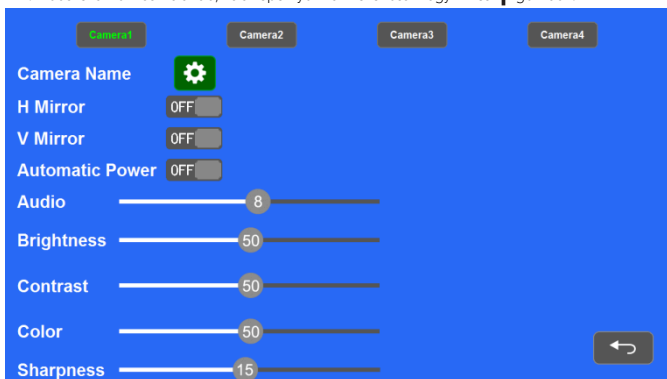 Camera1 Camera2 Camera3 Camera4
Camera Name
H Mirror OFF
V Mirror OFF
Automatic Power OFF
Audio 8
Brightness 50
Contrast 50
Color 50
Sharpness 15